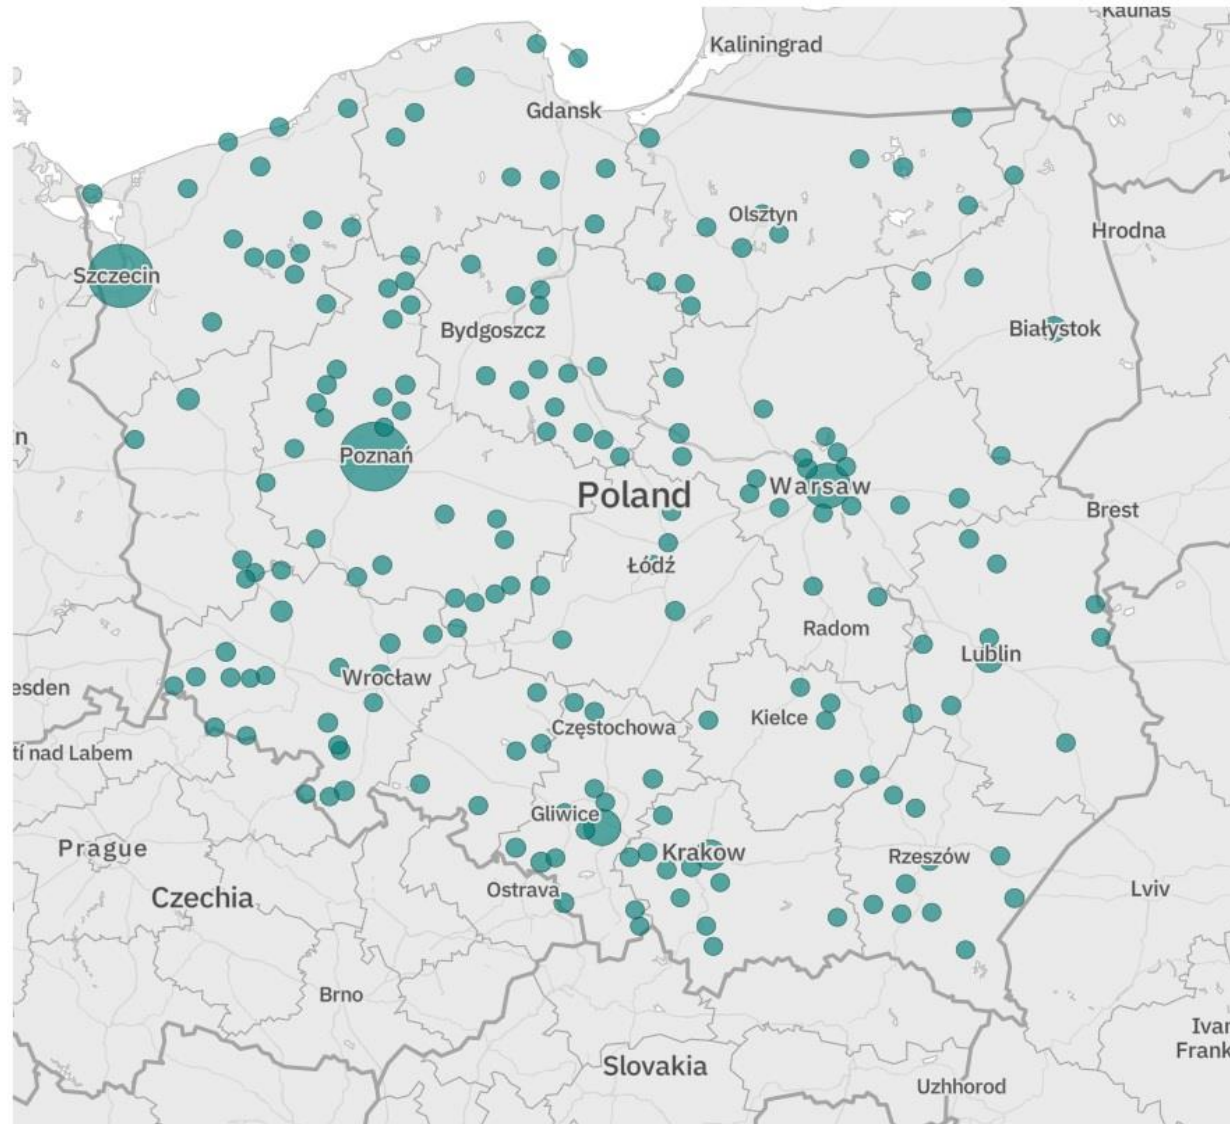 Kaunas
Kaliningrad
Gdansk
Olsztyn
Hrodna
Szczecin
Bydgoszcz
Białystok
n
Poznań
Poland
Warsaw
Brest
Łódź
Radom
Lublin
esden
Wrocław
Częstochowa
Kielce
tí nad Labem
Gliwice
Prague
Krakow
Rzeszów
Czechia
Ostrava
Lviv
Brno
Ivan
Frank
Slovakia
Uzhhorod